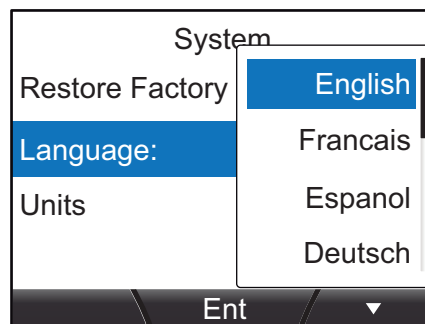 System
Restore Factory
Language:
Units
English
Francais
Espanol
Deutsch
Ent